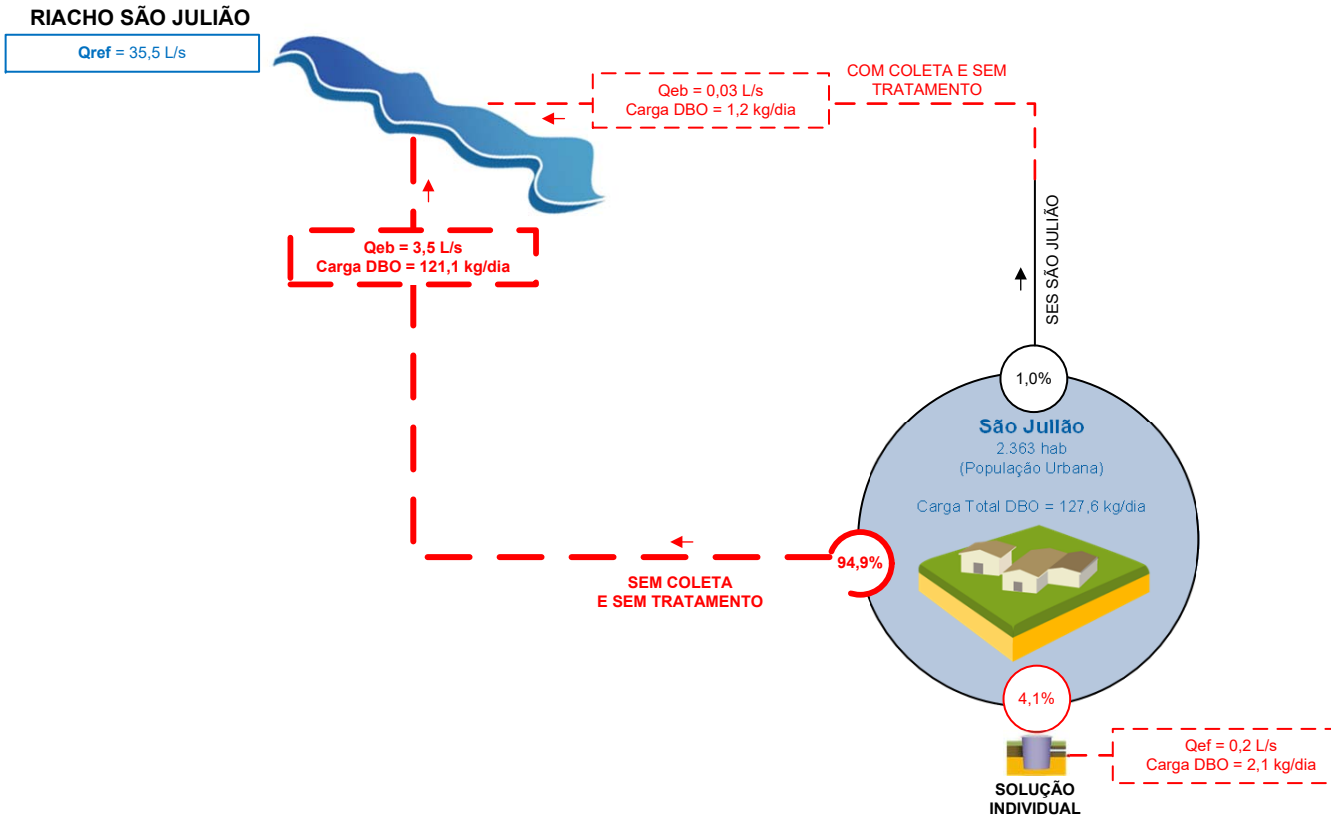 RIACHO SÃO JULIÃO
Qref = 35,5 L/s
Qeb = 0,03 L/s
Carga DBO = 1,2 kg/dia
COM COLETA E SEM
TRATAMENTO
Qeb = 3,5 L/s
Carga DBO = 121,1 kg/dia
SES SÃO JULIÃO
1,0%
São Julião
2.363 hab
(População Urbana)
Carga Total DBO = 127,6 kg/dia
94,9%
SEM COLETA
E SEM TRATAMENTO
4,1%
Qef = 0,2 L/s
Carga DBO = 2,1 kg/dia
SOLUÇÃO
INDIVIDUAL